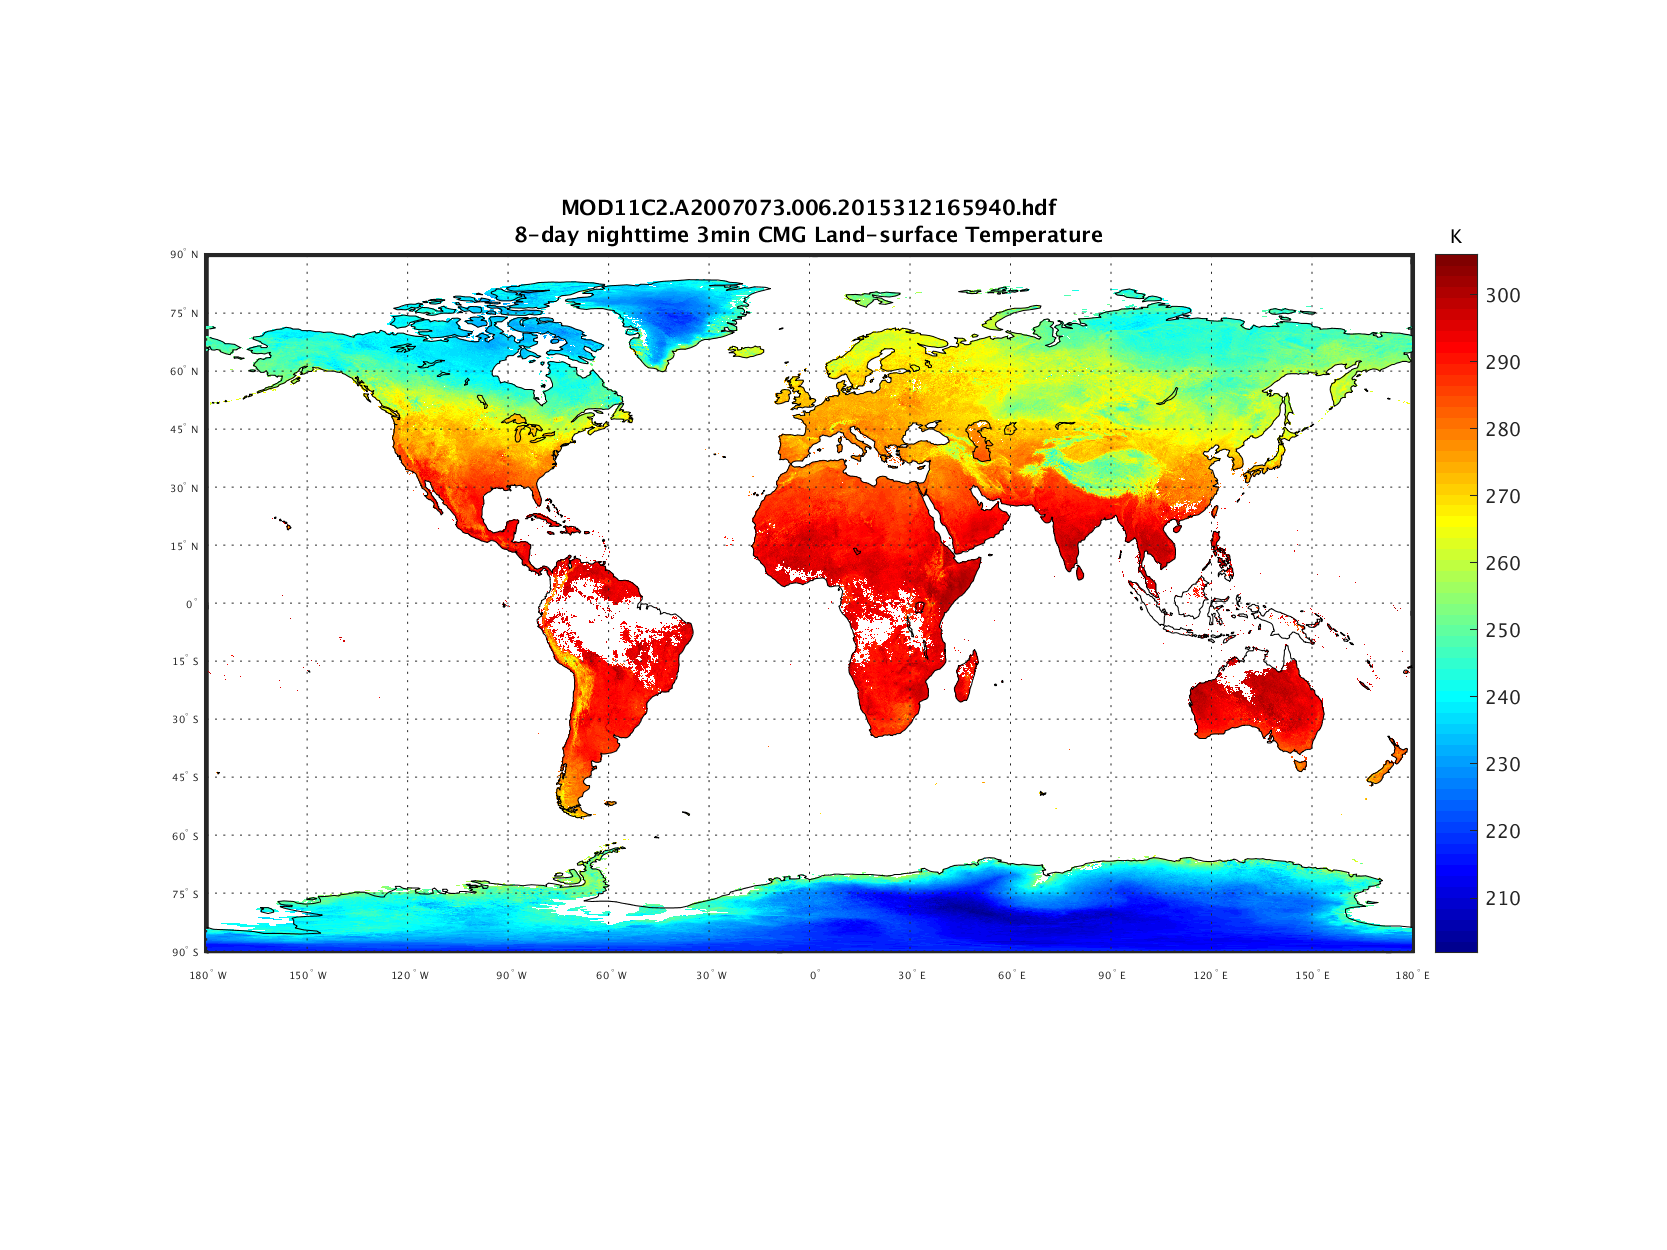 MOD11C2.A2007073.006.2015312165940.hdf
8-day nighttime 3min CMG Land-surface Temperature
K
90° N
75° N
60° N
45° N
30° N
15° N
0°
15° S
30° S
45° S
60° S
75° S
90° S
180° W
150° W
120° W
90° W
60° W
30° W
0°
30° E
60° E
90° E
120° E
150° E
180° E
300
290
280
270
260
250
240
230
220
210